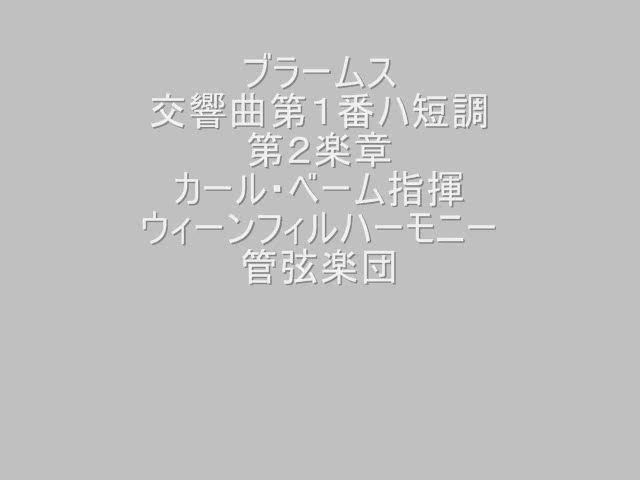 ブラームス
交響曲第１番ハ短調
第２楽章
カール・ベーム指揮
ウィーンフィルハーモニー
管弦楽団